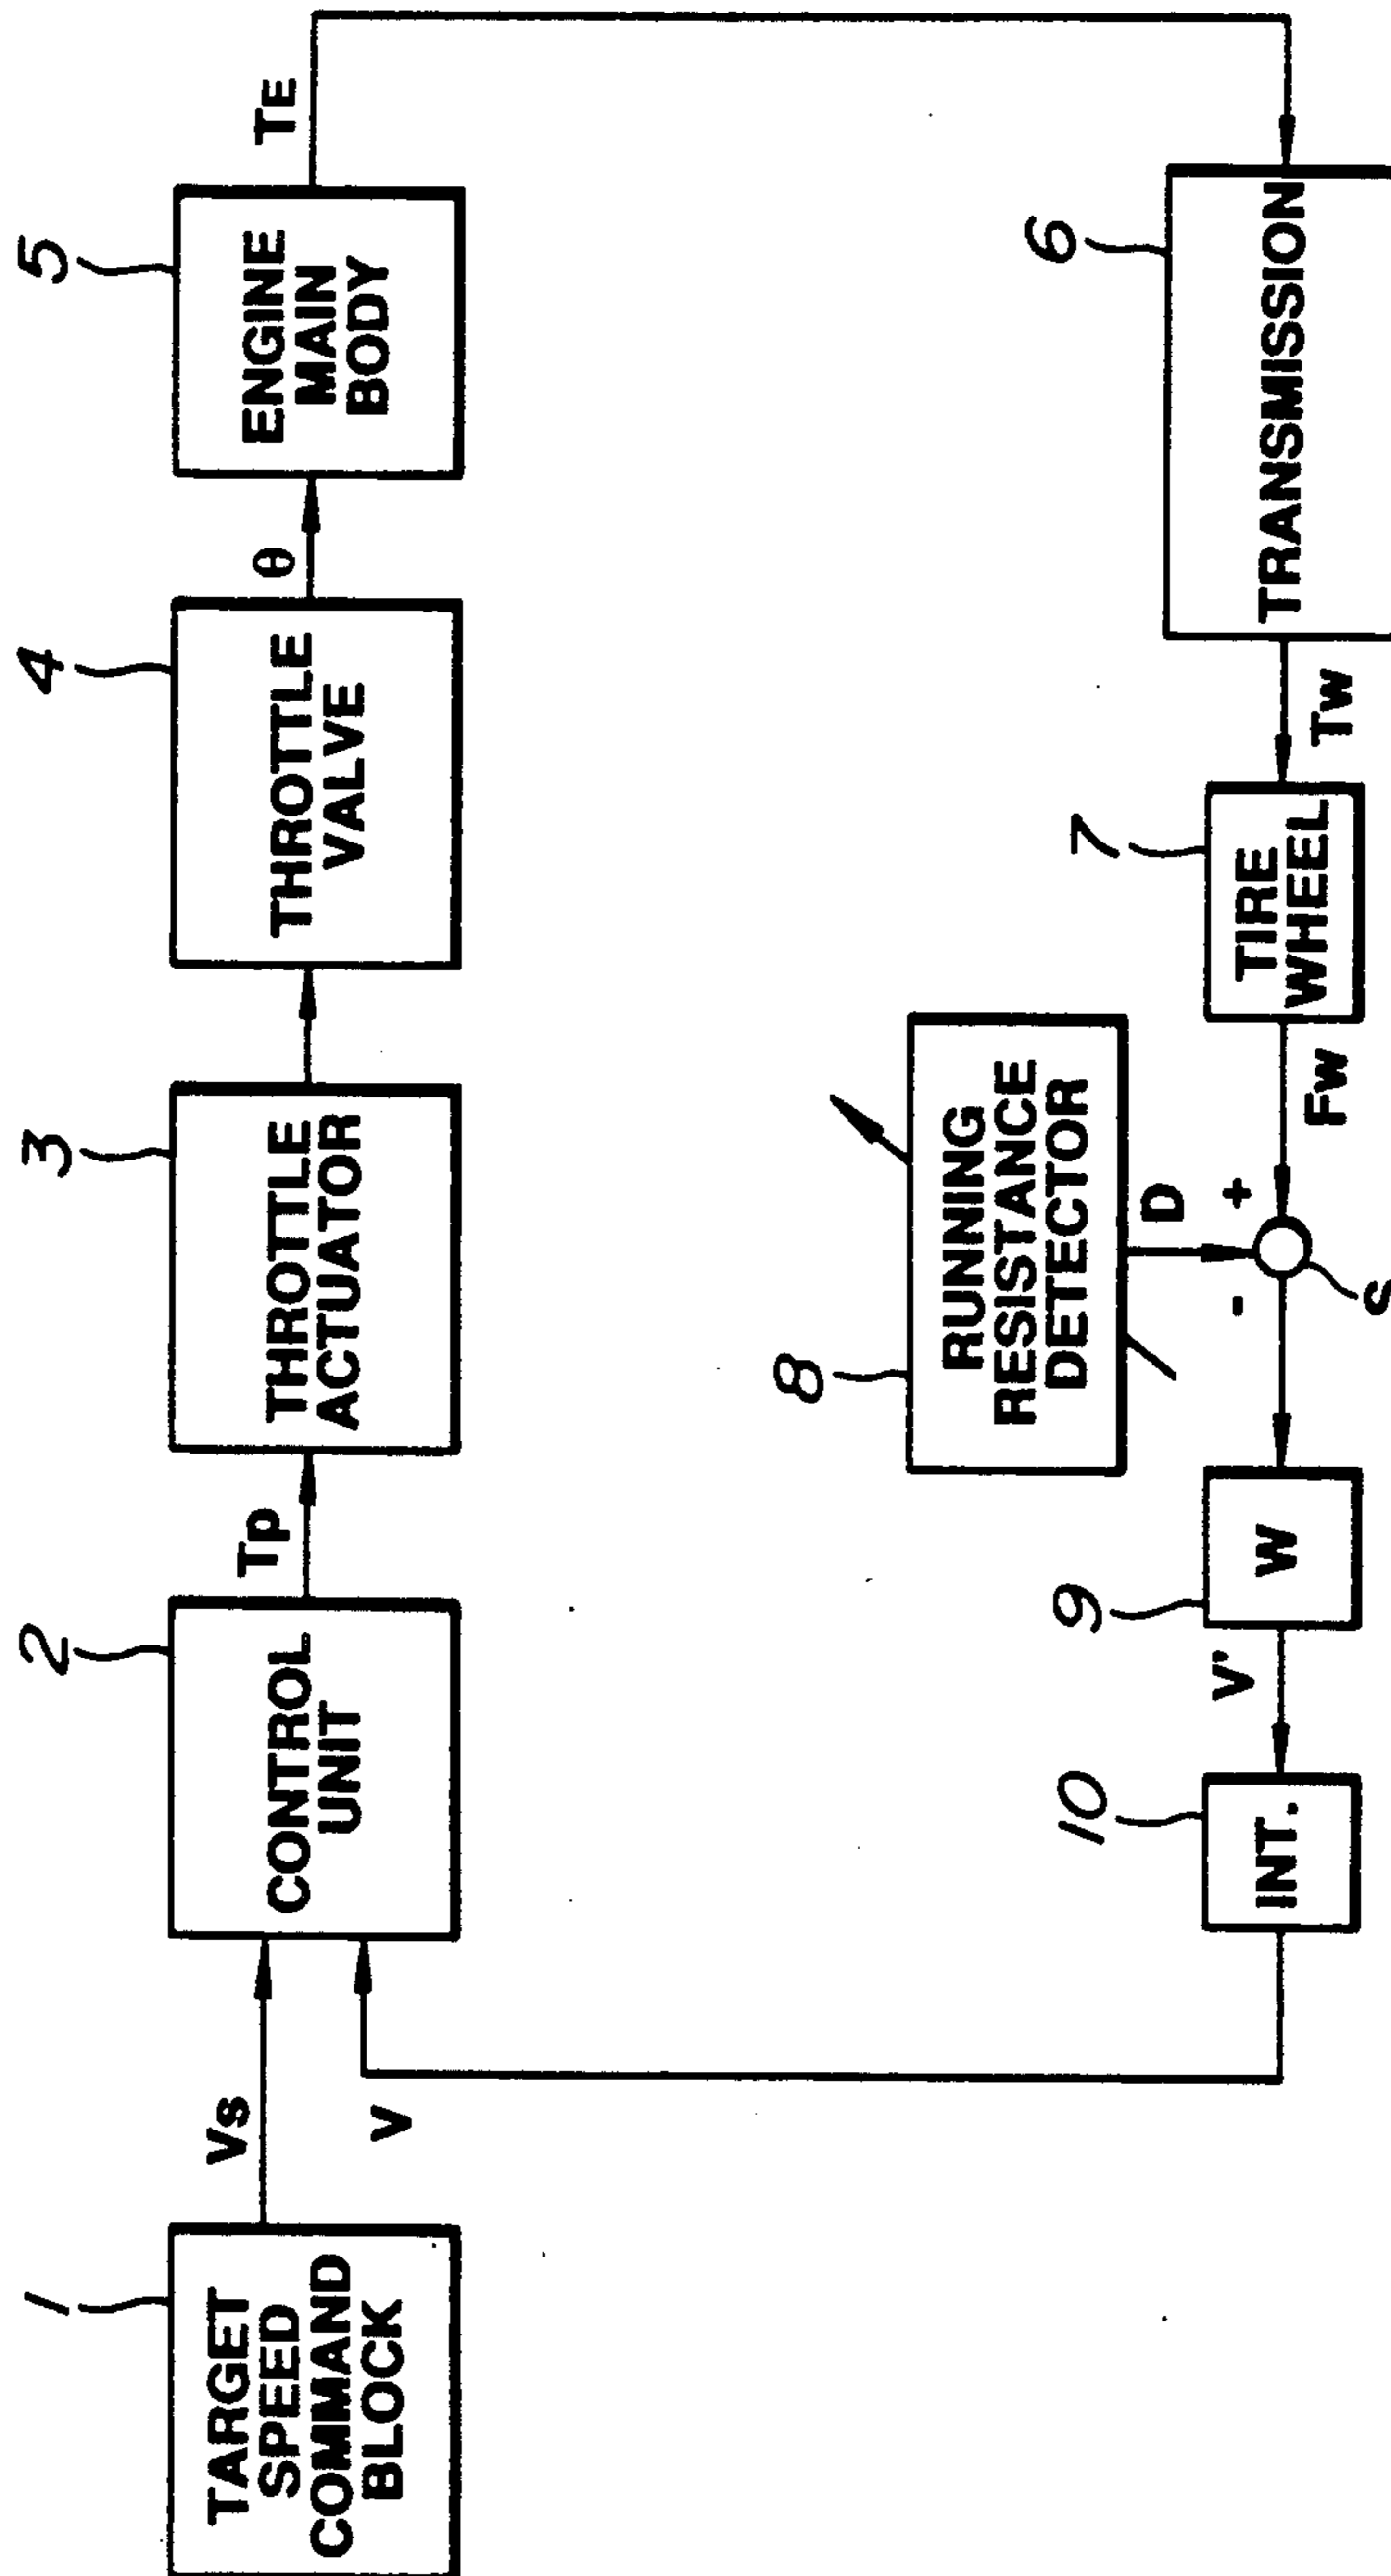 1
TARGET
SPEED
COMMAND
BLOCK
Vs
V
2
CONTROL
UNIT
Tp
3
THROTTLE
ACTUATOR
4
THROTTLE
VALVE
θ
5
ENGINE
MAIN
BODY
TE
6
TRANSMISSION
Tw
7
TIRE
WHEEL
Fw
+
-
S
D
8
RUNNING
RESISTANCE
DETECTOR
9
W
V'
10
INT.